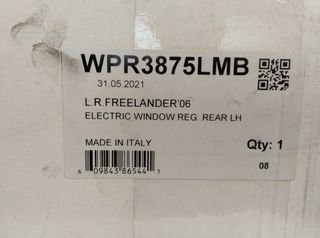 WPR3875LMB
31.05.2021
L.R.FREELANDER'06
ELECTRIC WINDOW REG. REAR LH
MADE IN ITALY
Qty: 1
6 09843 86544 1
08